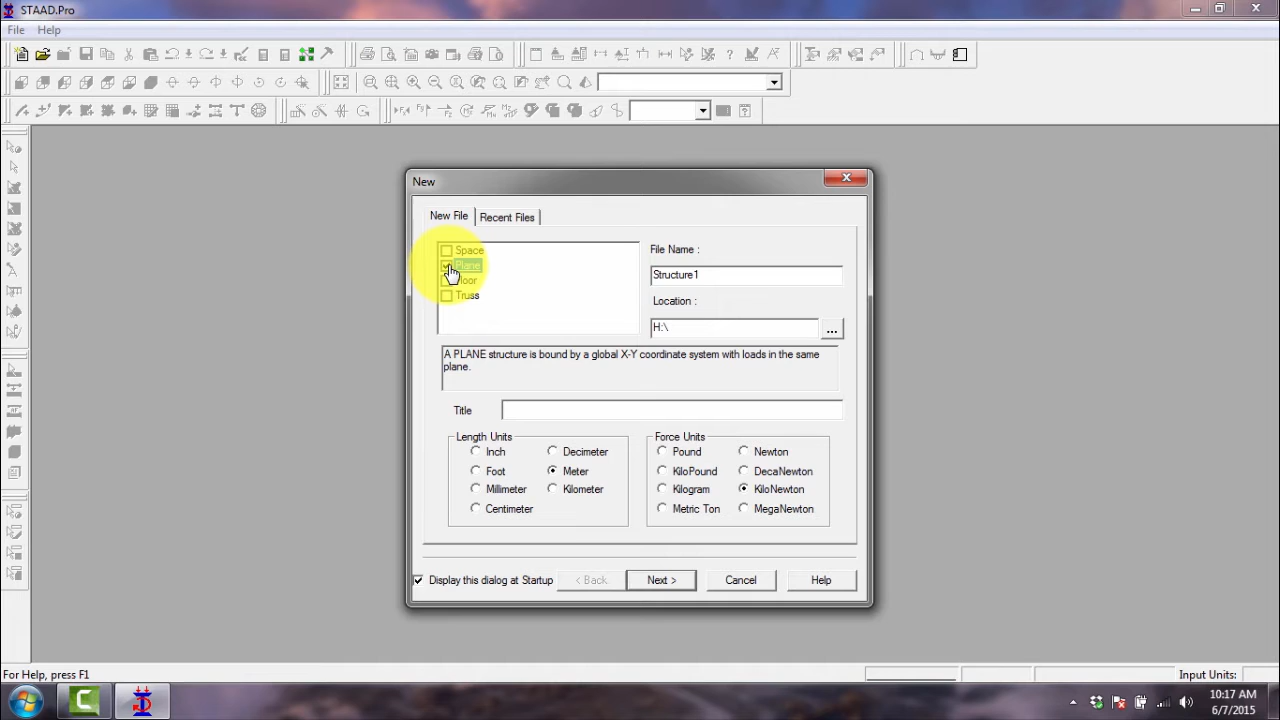 STAAD.Pro
File Help
New
New File Recent Files
Space
Plane
Floor
Truss
File Name :
Structure1
Location :
H:\
...
A PLANE structure is bound by a global X-Y coordinate system with loads in the same
plane.
Title
Length Units
Inch Decimeter
Foot Meter
Millimeter Kilometer
Centimeter
Force Units
Pound Newton
KiloPound DecaNewton
Kilogram KiloNewton
Metric Ton MegaNewton
Display this dialog at Startup < Back Next > Cancel Help
For Help, press F1 Input Units:
10:17 AM
6/7/2015